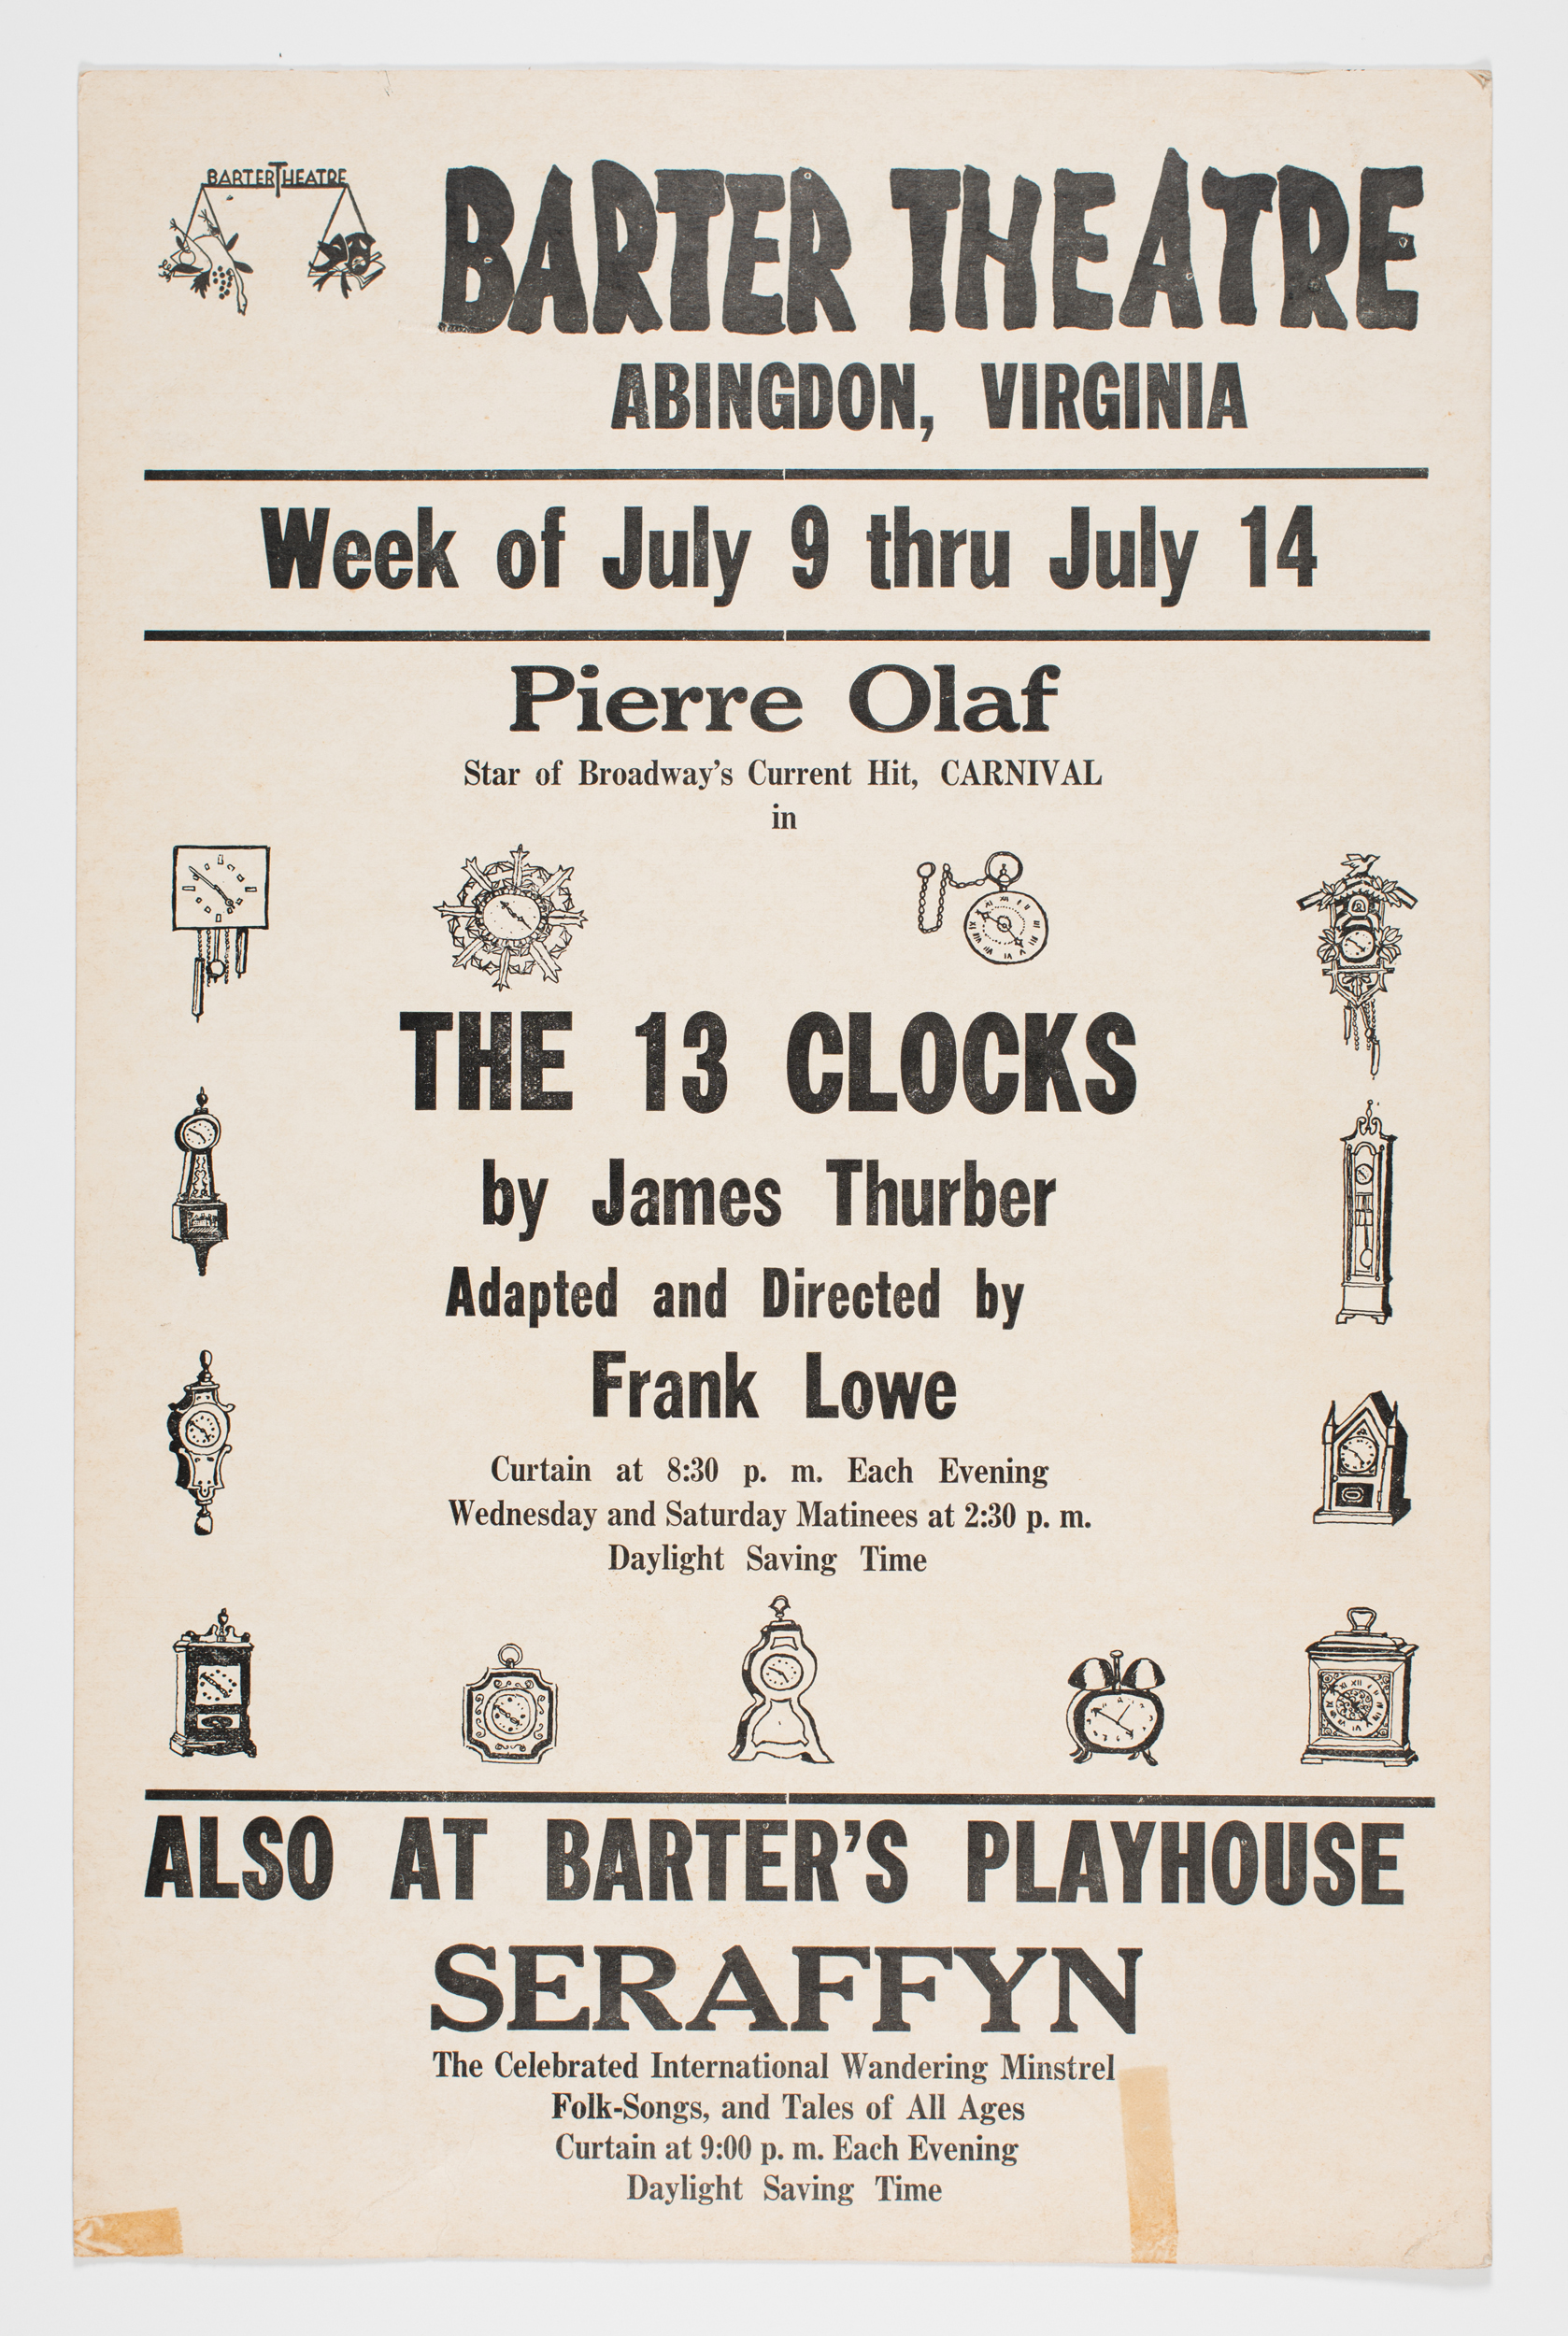 BARTER THEATRE
BARTER THEATRE
ABINGDON, VIRGINIA
Week of July 9 thru July 14
Pierre Olaf
Star of Broadway's Current Hit, CARNIVAL
in
THE 13 CLOCKS
by James Thurber
Adapted and Directed by
Frank Lowe
Curtain at 8:30 p. m. Each Evening
Wednesday and Saturday Matinees at 2:30 p. m.
Daylight Saving Time
ALSO AT BARTER'S PLAYHOUSE
SERAFFYN
The Celebrated International Wandering Minstrel
Folk-Songs, and Tales of All Ages
Curtain at 9:00 p. m. Each Evening
Daylight Saving Time